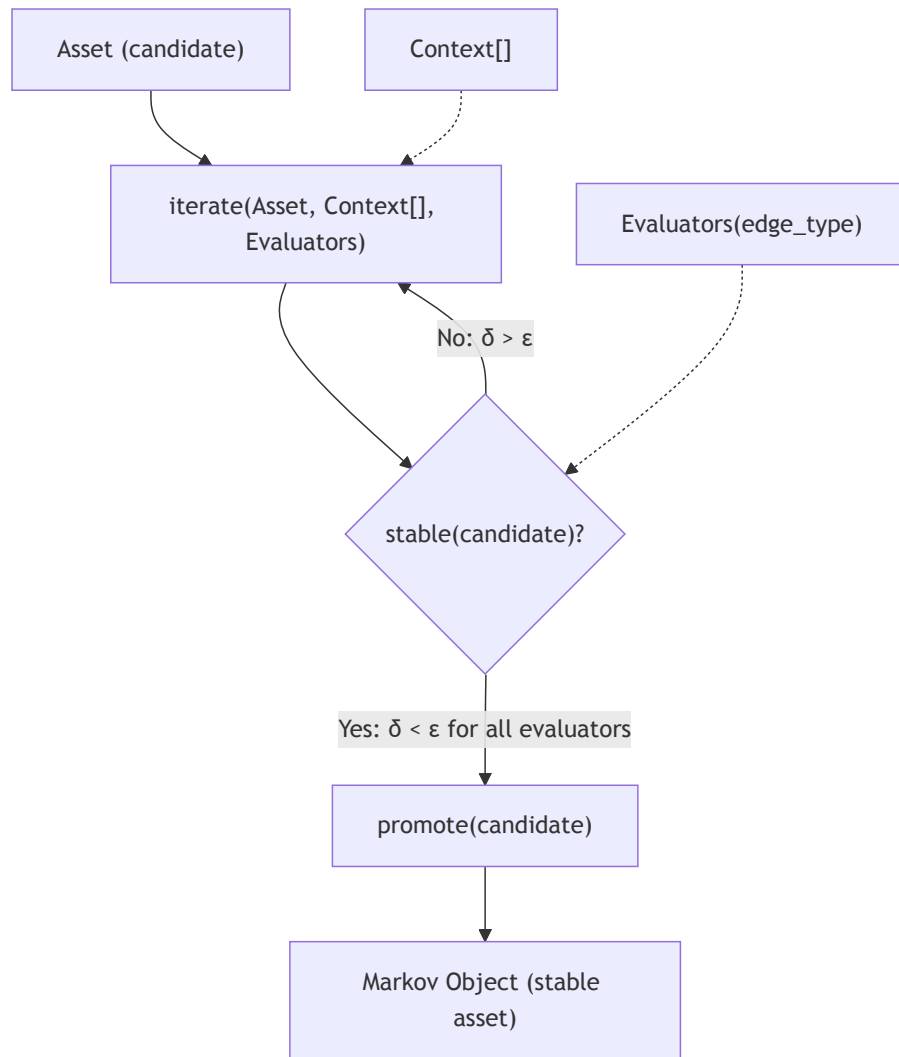 Asset (candidate)
Context[]
iterate(Asset, Context[],
Evaluators)
Evaluators(edge_type)
No: δ > ε
stable(candidate)?
Yes: δ < ε for all evaluators
promote(candidate)
Markov Object (stable
asset)